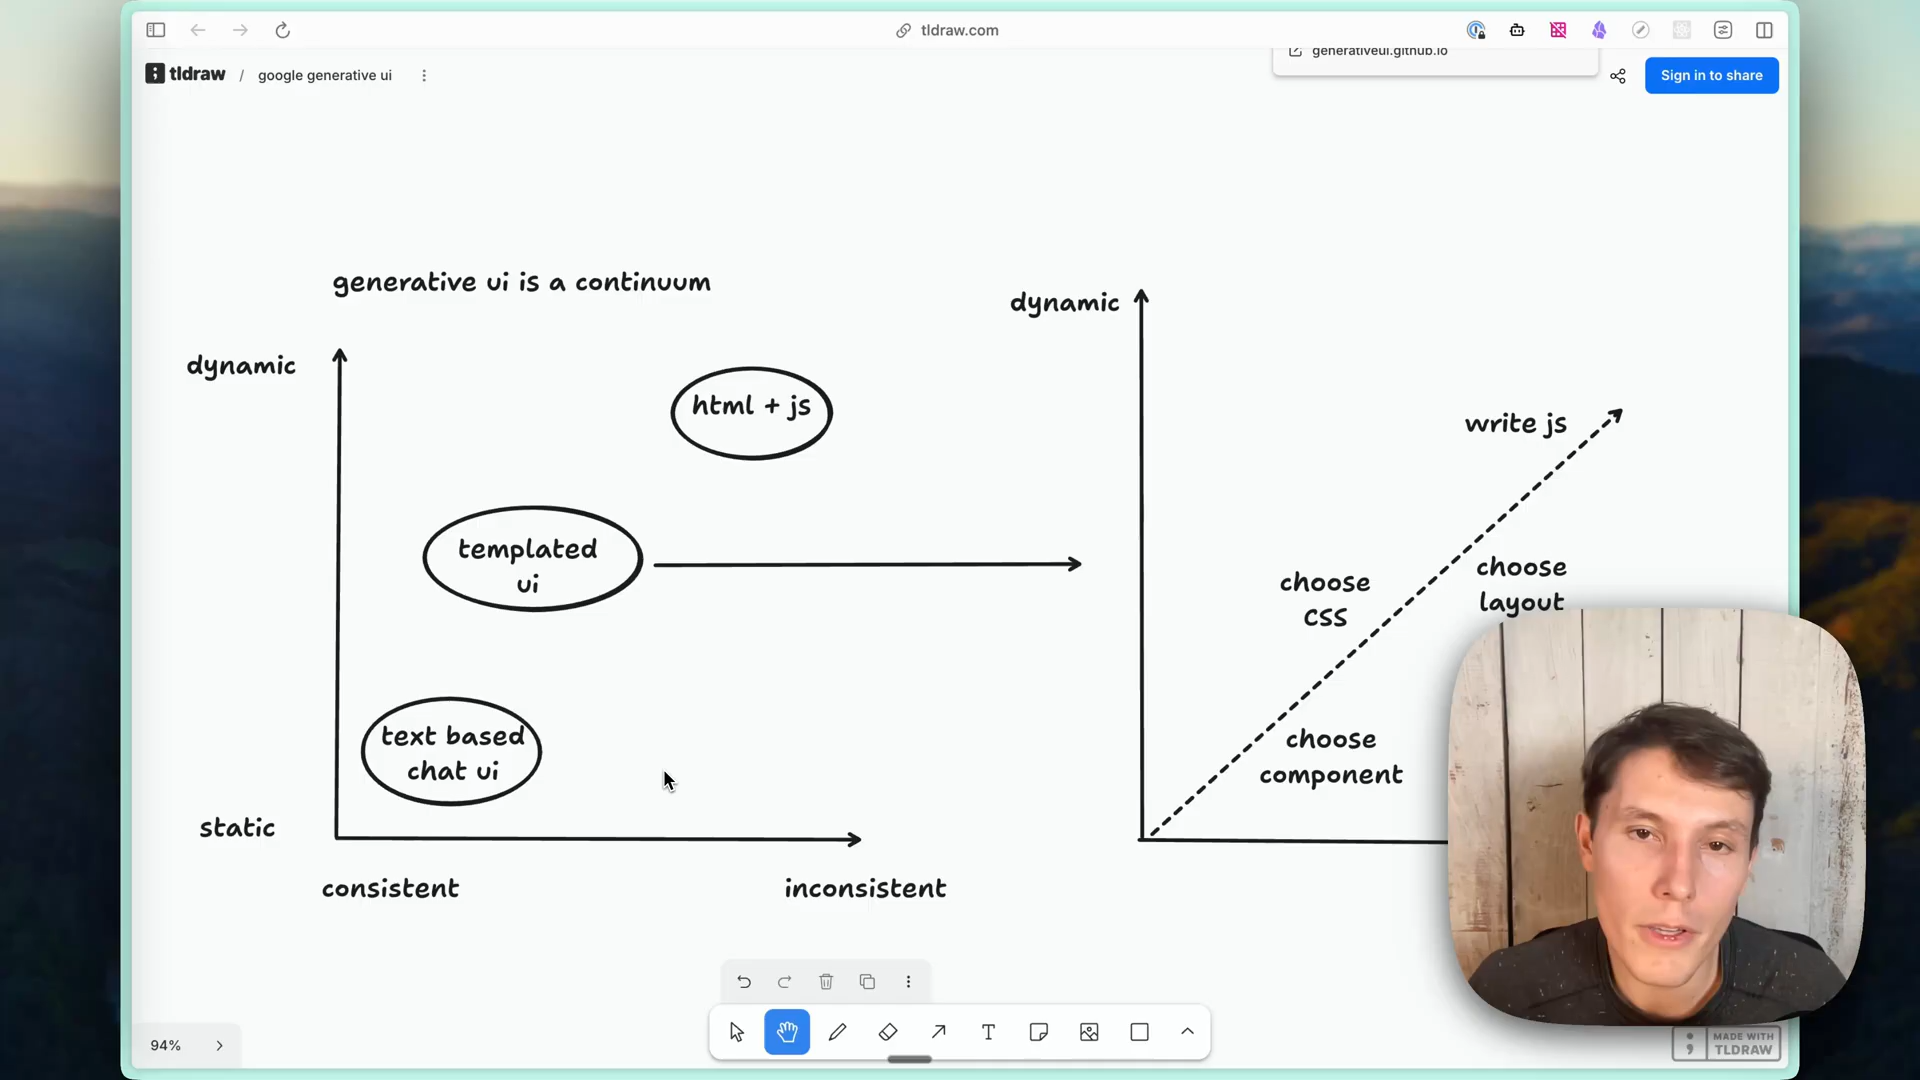 tldraw.com
generativeui.github.io
tldraw / google generative ui
Sign in to share
generative ui is a continuum
dynamic
html + js
templated
ui
text based
chat ui
static
consistent
inconsistent
dynamic
write js
choose
CSS
choose
layout
choose
component
94%
MADE WITH
TLDRAW